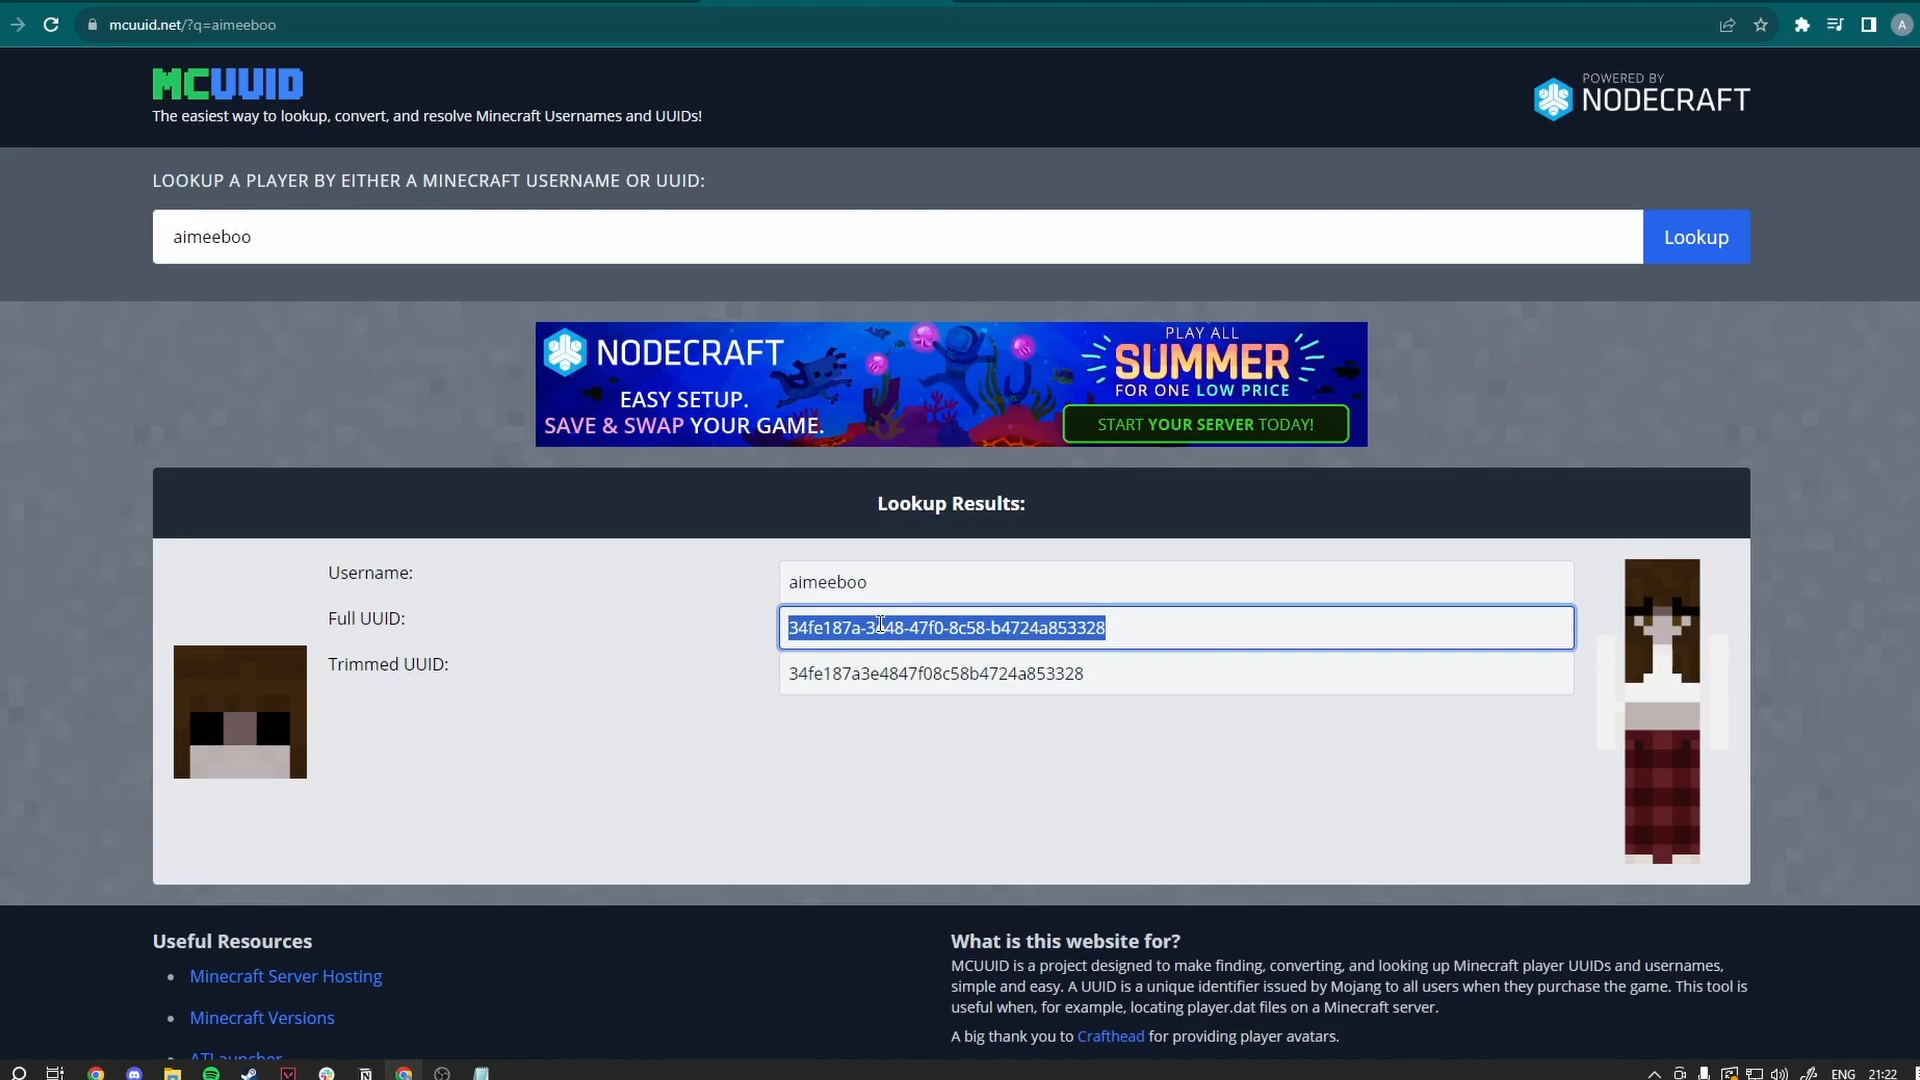 mcuuid.net/?q=aimeeboo
A
MCUUID
The easiest way to lookup, convert, and resolve Minecraft Usernames and UUIDs!
POWERED BY
NODECRAFT
LOOKUP A PLAYER BY EITHER A MINECRAFT USERNAME OR UUID:
aimeeboo
Lookup
NODECRAFT
EASY SETUP.
SAVE & SWAP YOUR GAME.
PLAY ALL
SUMMER
FOR ONE LOW PRICE
START YOUR SERVER TODAY!
Lookup Results:
Username:
aimeeboo
Full UUID:
34fe187a-3e48-47f0-8c58-b4724a853328
Trimmed UUID:
34fe187a3e4847f08c58b4724a853328
Useful Resources
Minecraft Server Hosting
Minecraft Versions
ATLauncher
What is this website for?
MCUUID is a project designed to make finding, converting, and looking up Minecraft player UUIDs and usernames,
simple and easy. A UUID is a unique identifier issued by Mojang to all users when they purchase the game. This tool is
useful when, for example, locating player.dat files on a Minecraft server.
A big thank you to Crafthead for providing player avatars.
ENG
21:22